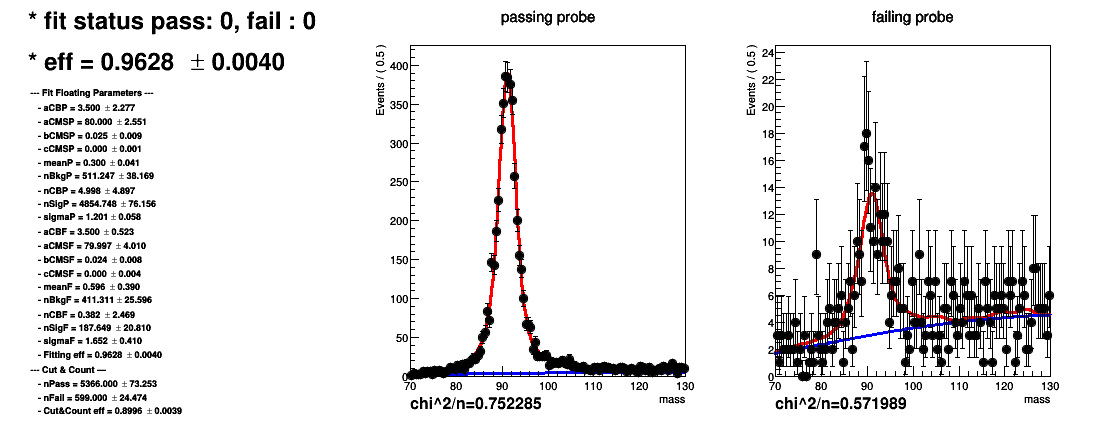 * fit status pass: 0, fail : 0
* eff = 0.9628 ± 0.0040
--- Fit Floating Parameters ---
- aCBP = 3.500 ± 2.277
- aCMSP = 80.000 ± 2.551
- bCMSP = 0.025 ± 0.009
- cCMSP = 0.000 ± 0.001
- meanP = 0.300 ± 0.041
- nBkgP = 511.247 ± 38.169
- nCBP = 4.998 ± 4.897
- nSigP = 4854.748 ± 76.156
- sigmaP = 1.201 ± 0.058
- aCBF = 3.500 ± 0.523
- aCMSF = 79.997 ± 4.010
- bCMSF = 0.024 ± 0.008
- cCMSF = 0.000 ± 0.004
- meanF = 0.596 ± 0.390
- nBkgF = 411.311 ± 25.596
- nCBF = 0.382 ± 2.469
- nSigF = 187.649 ± 20.810
- sigmaF = 1.652 ± 0.410
- Fitting eff = 0.9628 ± 0.0040
--- Cut & Count ---
- nPass = 5366.000 ± 73.253
- nFail = 599.000 ± 24.474
- Cut&Count eff = 0.8996 ± 0.0039
passing probe
Events / ( 0.5 )
400
350
300
250
200
150
100
50
0
70 80 90 100 110 120 130
mass
chi^2/n=0.752285
failing probe
Events / ( 0.5 )
24
22
20
18
16
14
12
10
8
6
4
2
0
70 80 90 100 110 120 130
mass
chi^2/n=0.571989